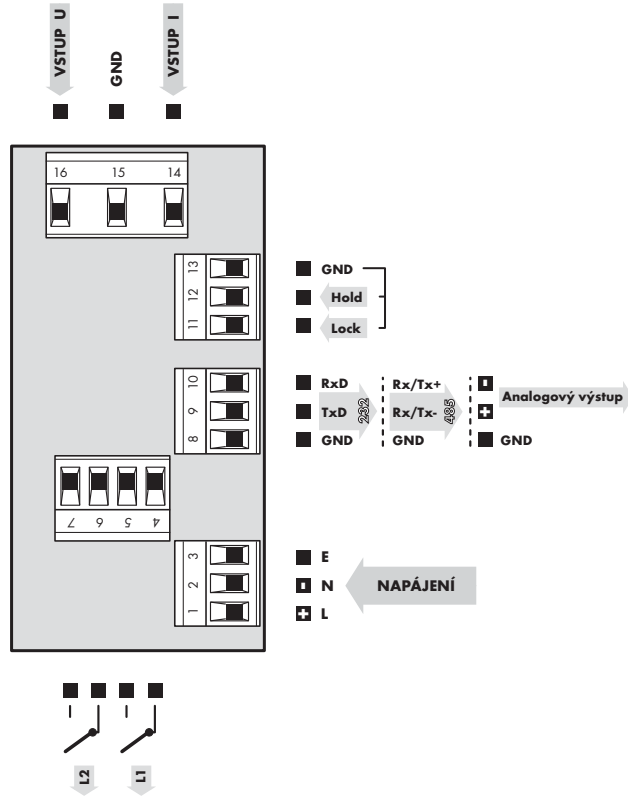 VSTUP U
GND
VSTUP I
16 15 14
13
12
11
GND
Hold
Lock
10
9
8
RxD
TxD
GND
232
Rx/Tx+
Rx/Tx-
GND
485
Analogový výstup
GND
7 6 5 4
3
2
1
E
N
L
NAPÁJENÍ
L2
L1